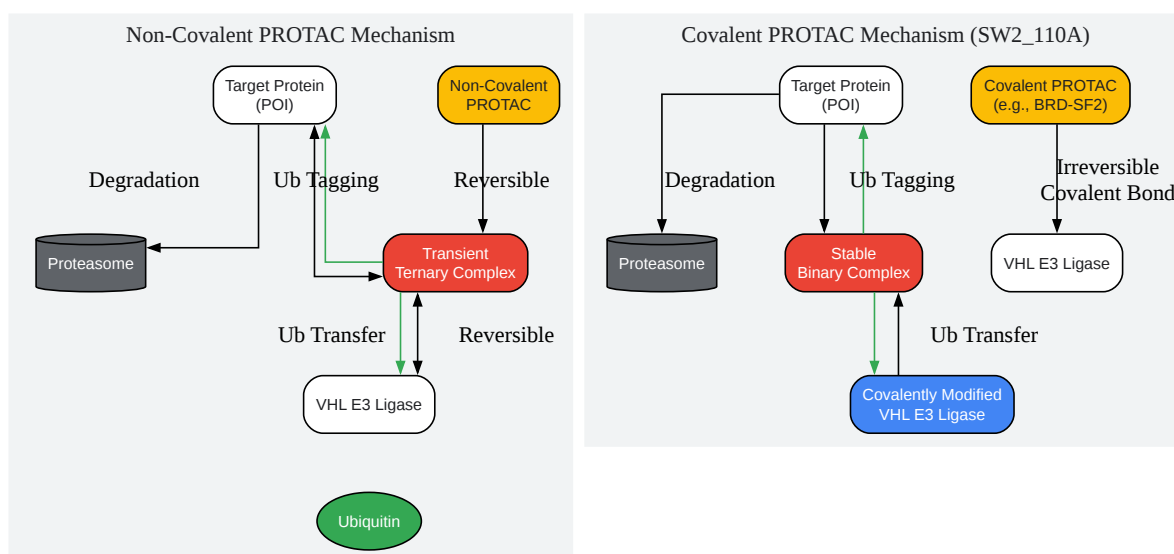 Non-Covalent PROTAC Mechanism
Target Protein
(POI)
Non-Covalent
PROTAC
Degradation
Ub Tagging
Reversible
Proteasome
Transient
Ternary Complex
Ub Transfer
Reversible
VHL E3 Ligase
Ubiquitin
Covalent PROTAC Mechanism (SW2_110A)
Target Protein
(POI)
Covalent PROTAC
(e.g., BRD-SF2)
Degradation
Ub Tagging
Irreversible
Covalent Bond
Proteasome
Stable
Binary Complex
VHL E3 Ligase
Ub Transfer
Covalently Modified
VHL E3 Ligase